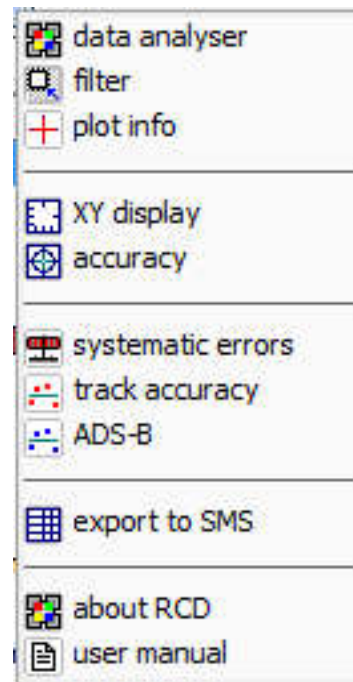 data analyser
filter
plot info
XY display
accuracy
systematic errors
track accuracy
ADS-B
export to SMS
about RCD
user manual